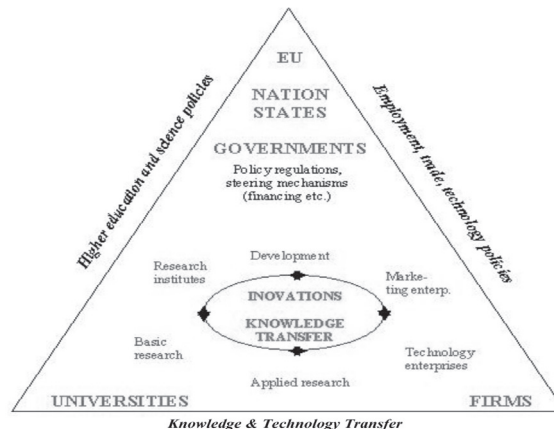 EU
NATION
STATES
GOVERNMENTS
Policy regulations,
steering mechanisms
(financing etc.)
Higher education and science policies
Employment, trade, technology policies
Development
Research
institutes
Marke-
ting enterp.
INOVATIONS
KNOWLEDGE
TRANSFER
Basic
research
Technology
enterprises
Applied research
UNIVERSITIES
FIRMS
Knowledge & Technology Transfer